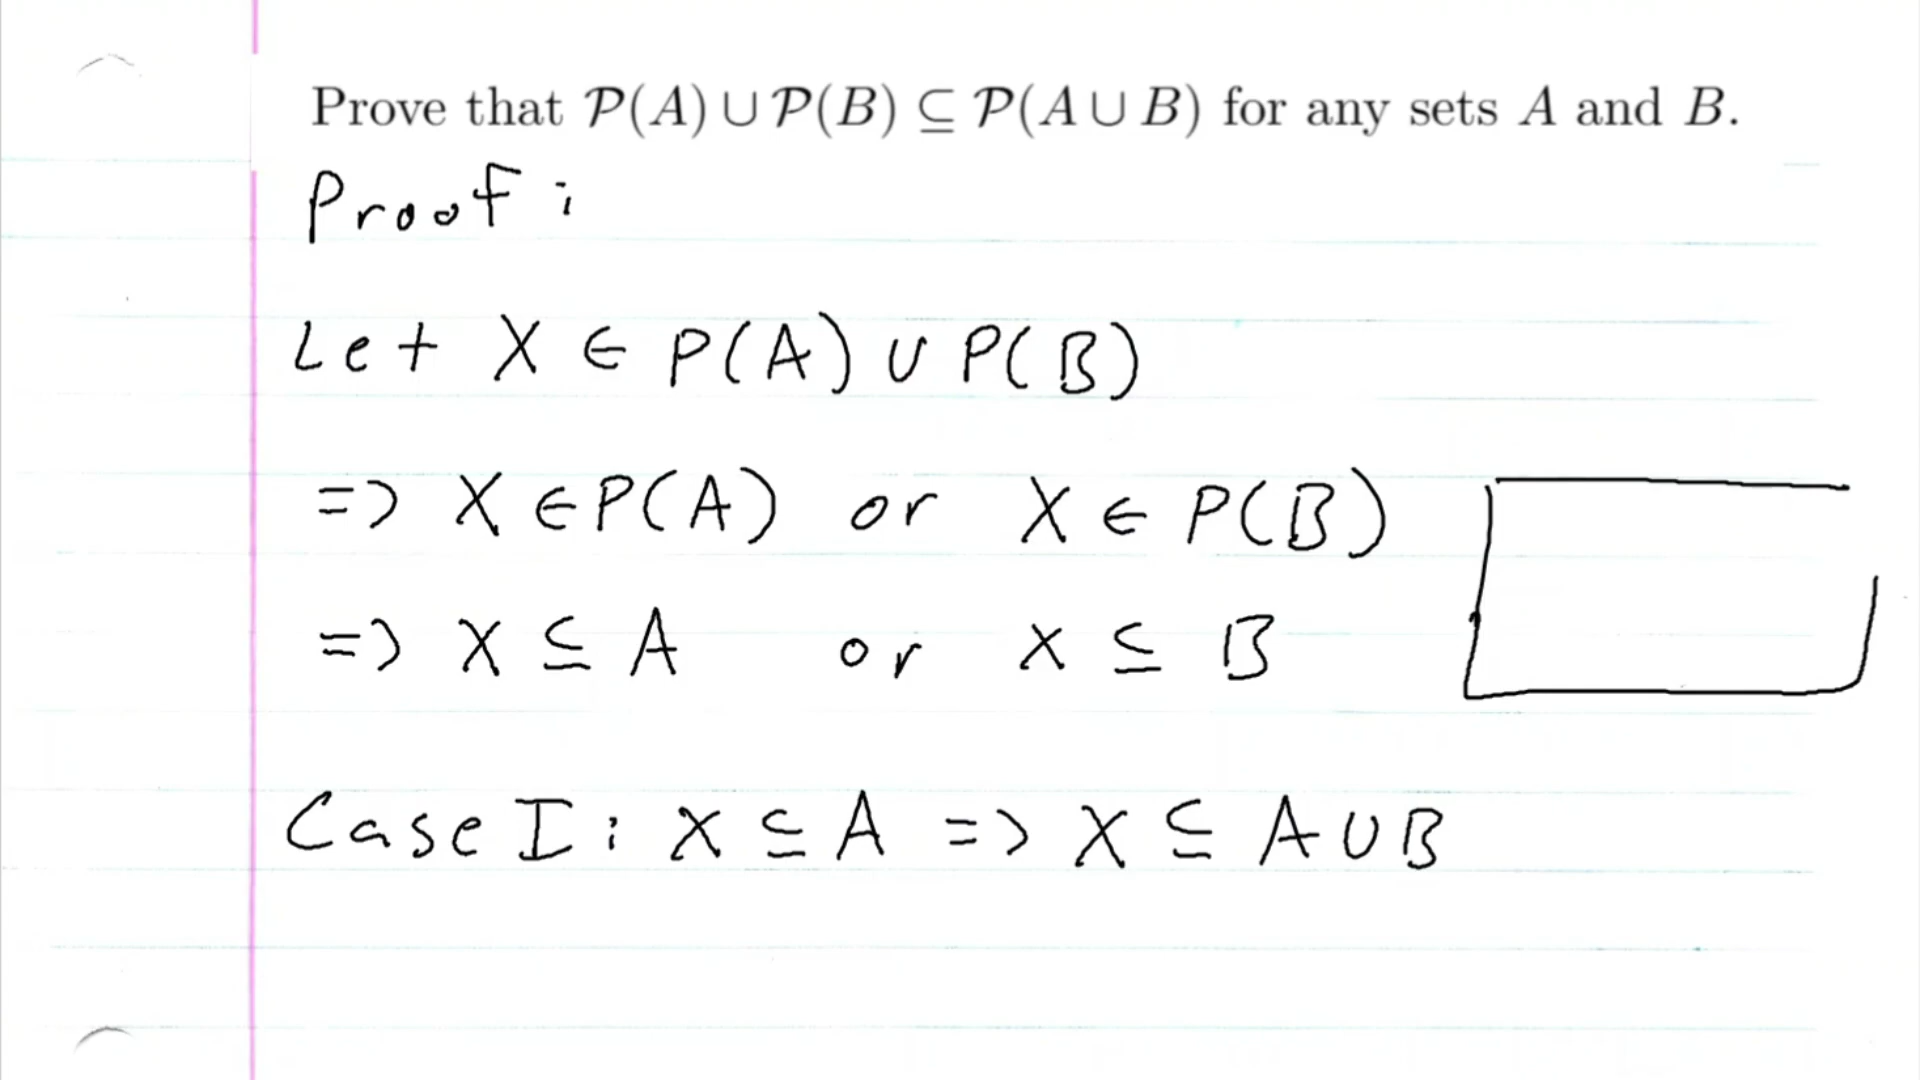 Prove that 𝒫(A) ∪ 𝒫(B) ⊆ 𝒫(A ∪ B) for any sets A and B.
Proof:
Let X ∈ P(A) ∪ P(B)
=> X ∈ P(A) or X ∈ P(B)
=> X ⊆ A or X ⊆ B
Case I: X ⊆ A => X ⊆ A ∪ B